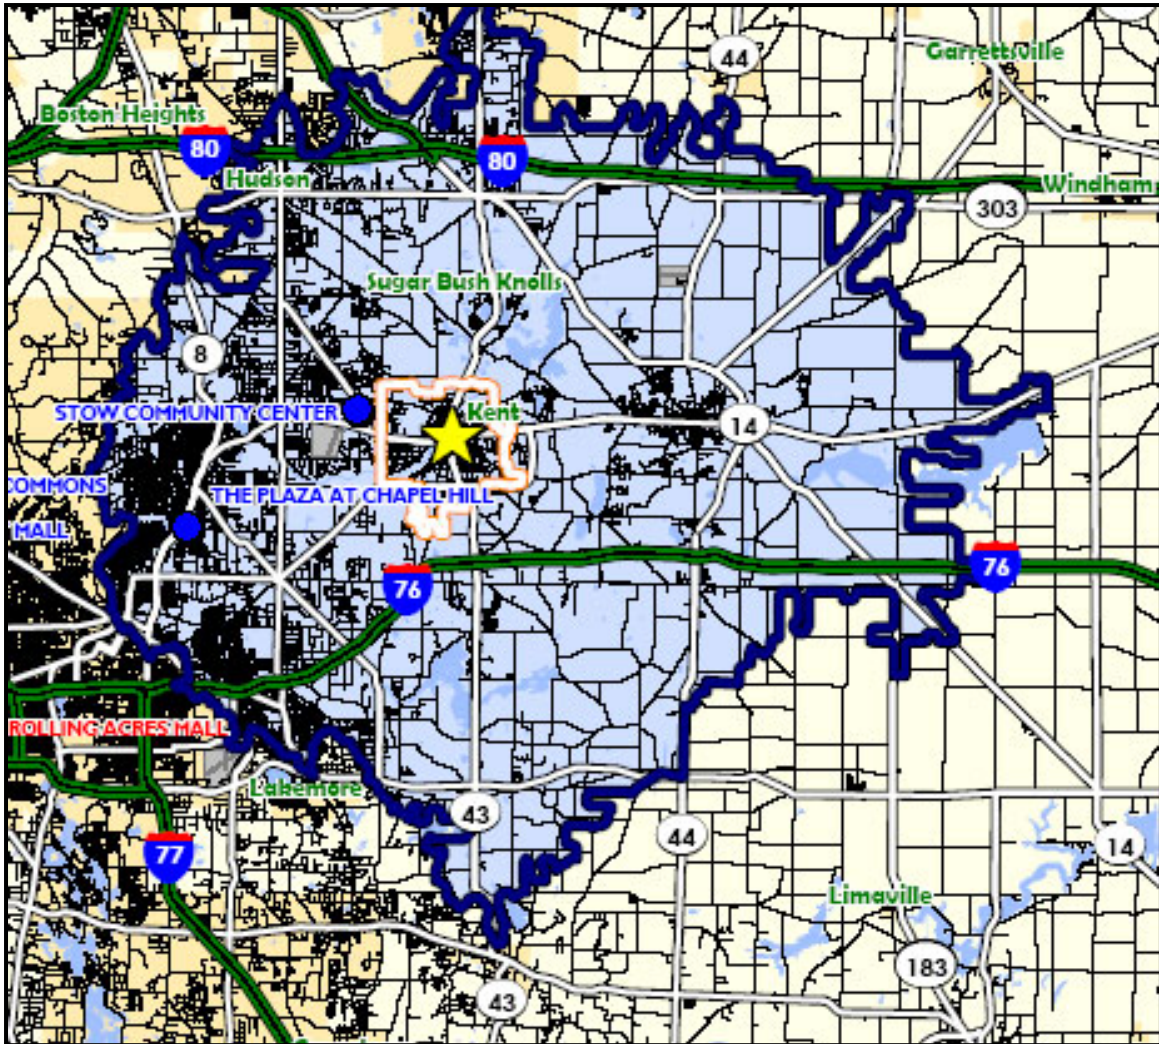 44
Garrettsville
Boston Heights
80
80
Hudson
Windham
303
Sugar Bush Knolls
8
STOW COMMUNITY CENTER
Kent
14
COMMONS
THE PLAZA AT CHAPEL HILL
MALL
76
76
ROLLING ACRES MALL
Lakemore
43
44
77
14
Limaville
183
43